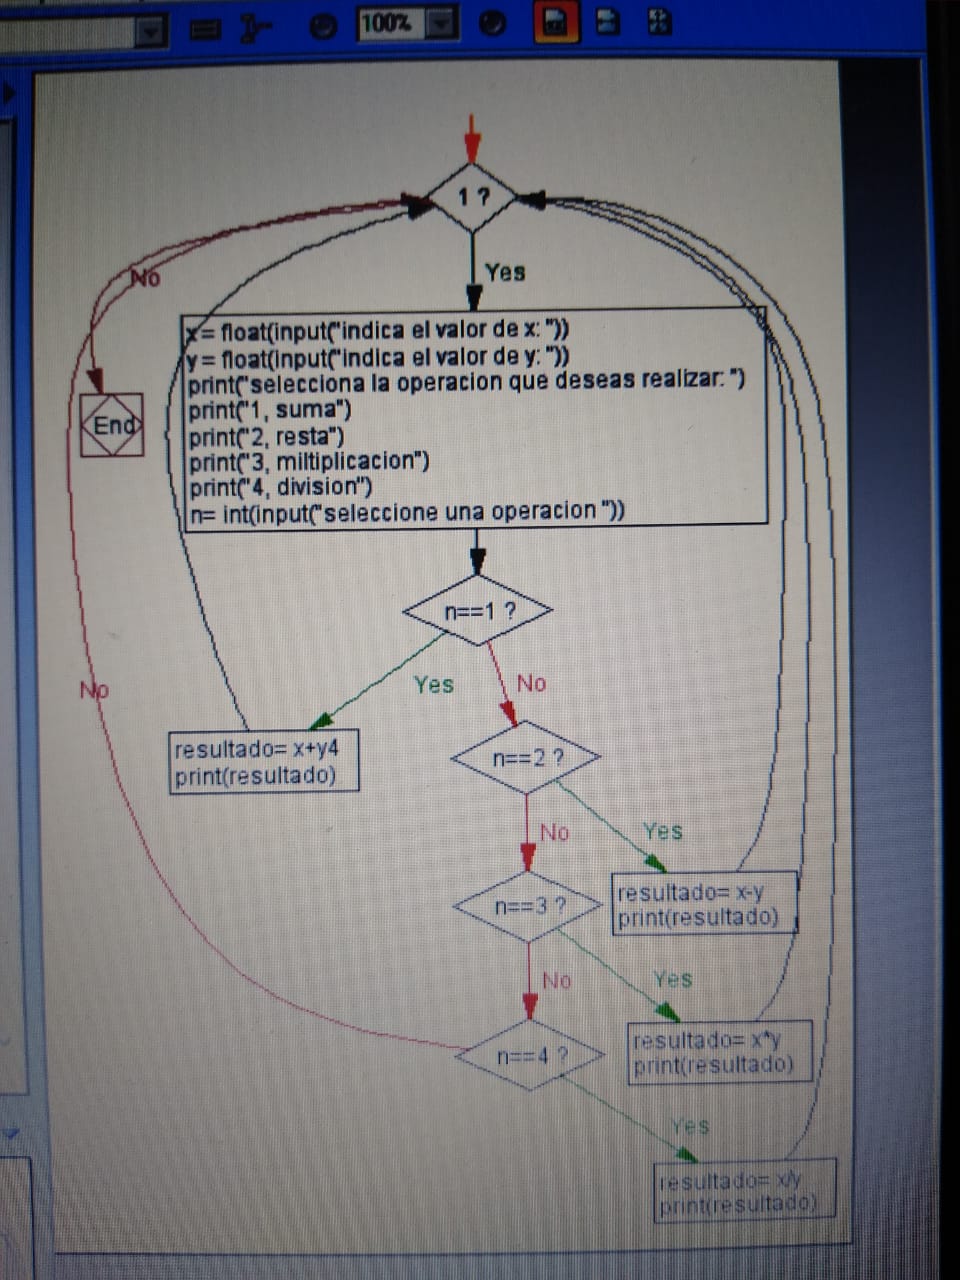 100%
1 ?
Yes
No
x= float(input("indica el valor de x: "))
y= float(input("indica el valor de y: "))
print("selecciona la operacion que deseas realizar: ")
print("1, suma")
print("2, resta")
print("3, miltiplicacion")
print("4, division")
n= int(input("seleccione una operacion "))
End
n==1 ?
Yes
No
No
resultado= x+y4
print(resultado)
n==2 ?
No
Yes
resultado= x-y
print(resultado)
n==3 ?
No
Yes
resultado= x*y
print(resultado)
n==4 ?
Yes
resultado= x/y
print(resultado)